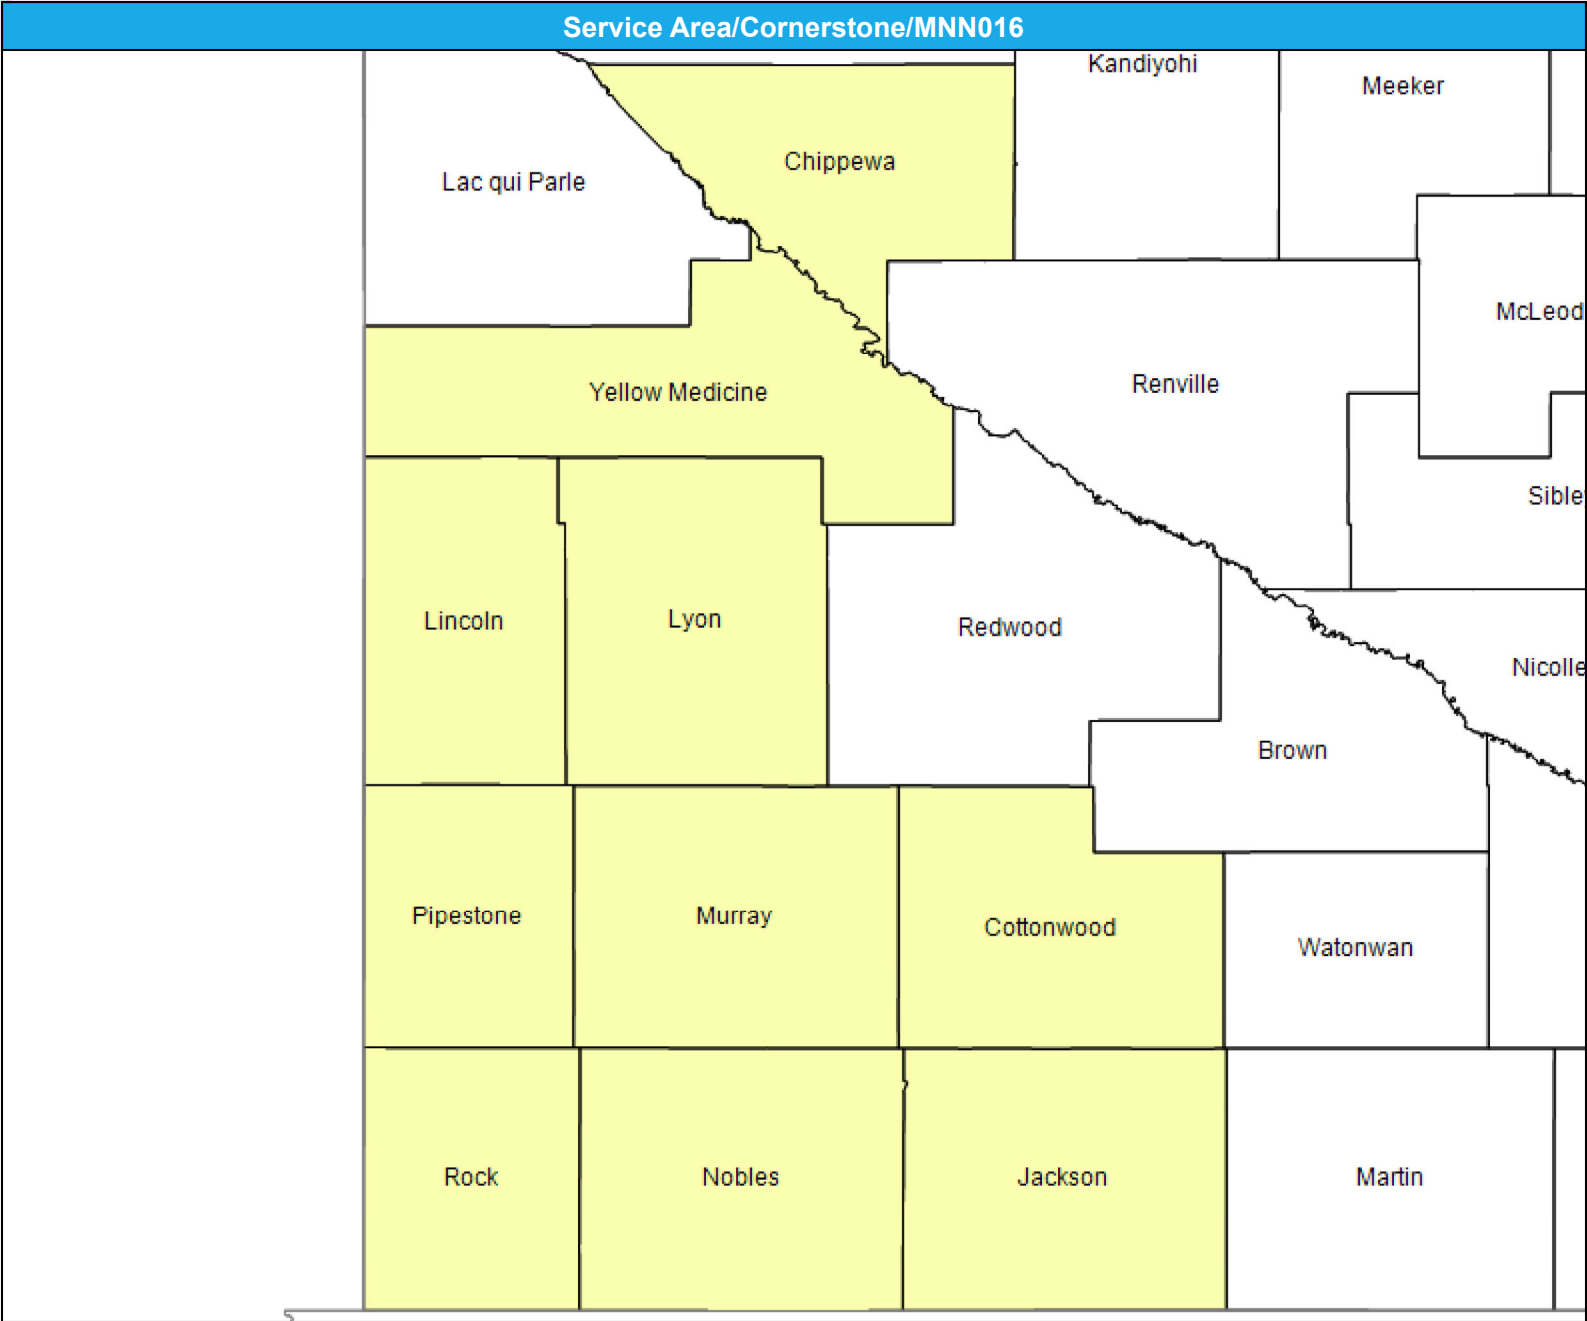 Service Area/Cornerstone/MNN016
Kandiyohi
Meeker
Chippewa
Lac qui Parle
McLeod
Renville
Yellow Medicine
Sible
Lincoln
Lyon
Redwood
Nicolle
Brown
Pipestone
Murray
Cottonwood
Watonwan
Rock
Nobles
Jackson
Martin